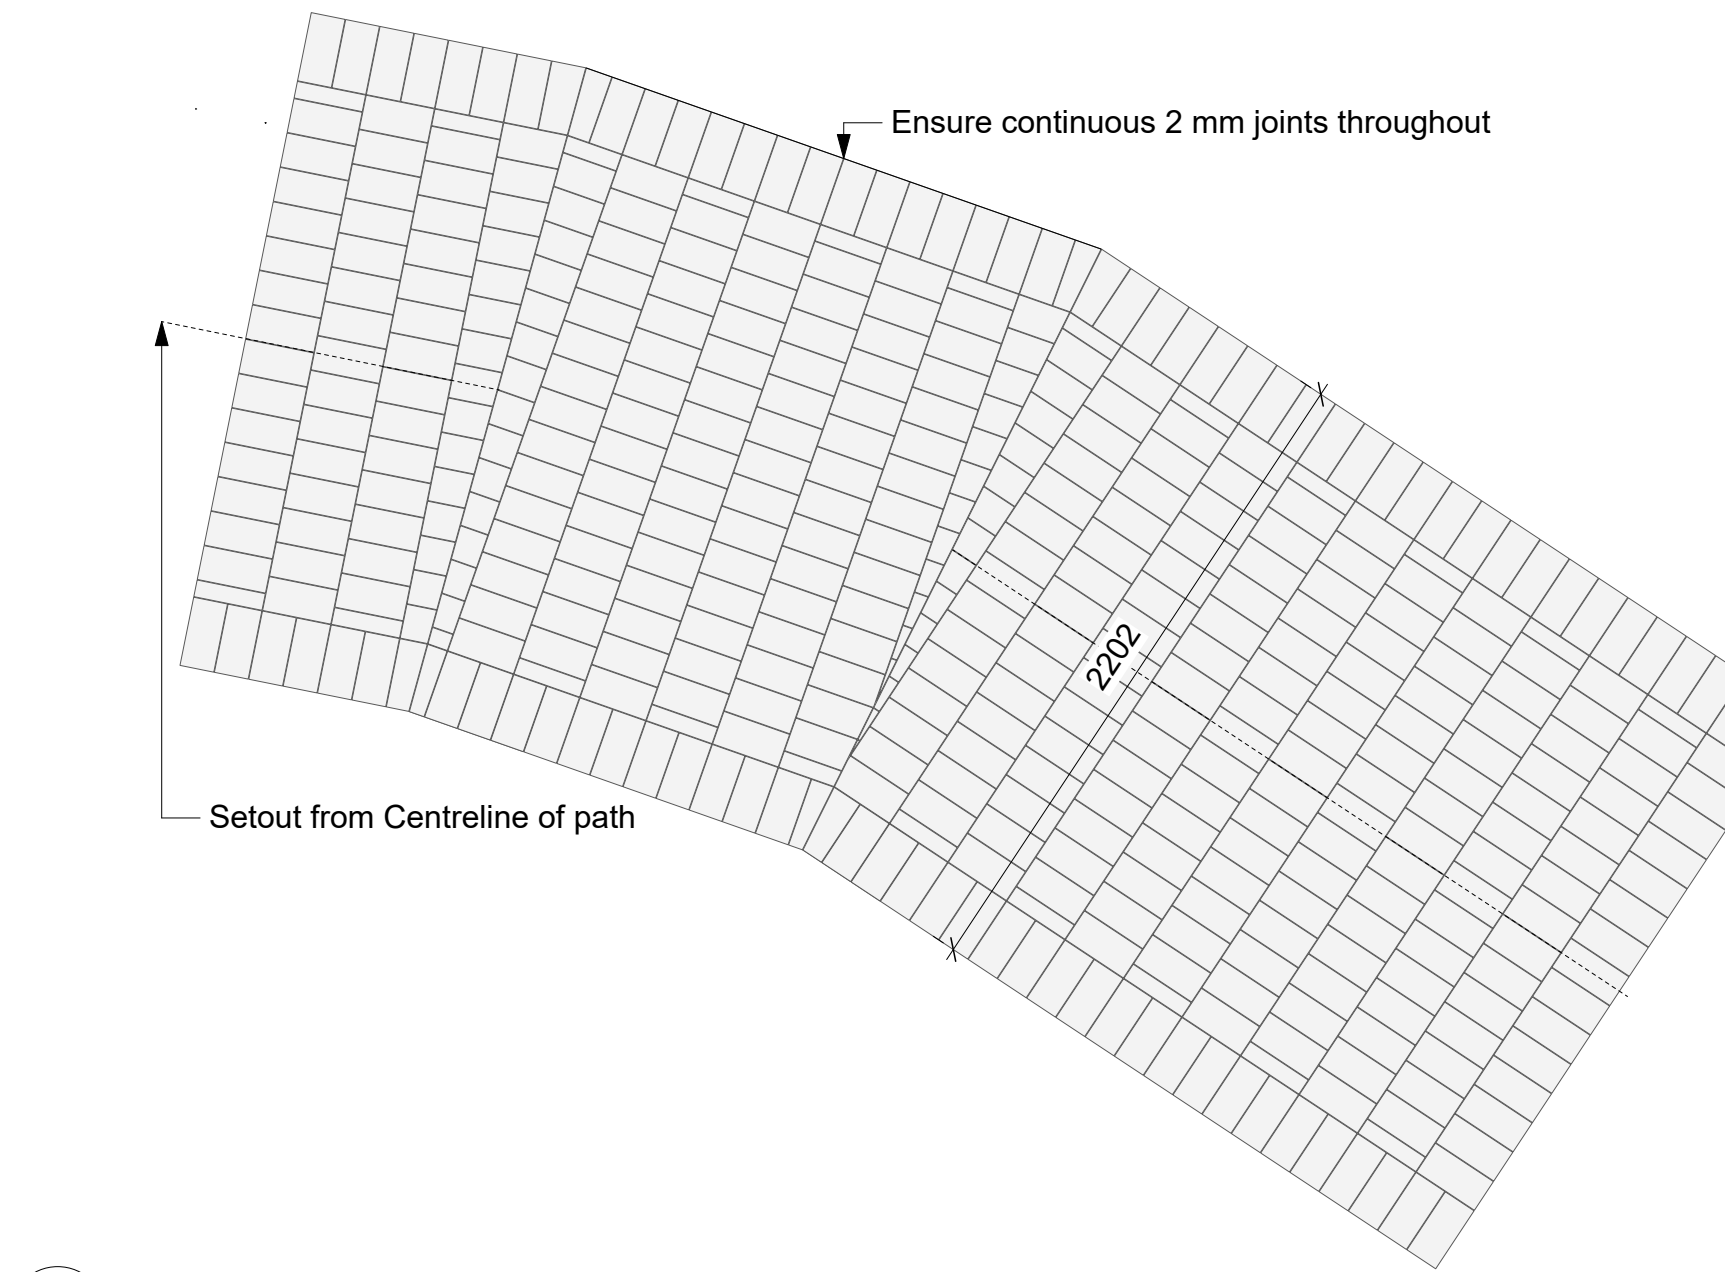 Ensure continuous 2 mm joints throughout
2202
Setout from Centreline of path